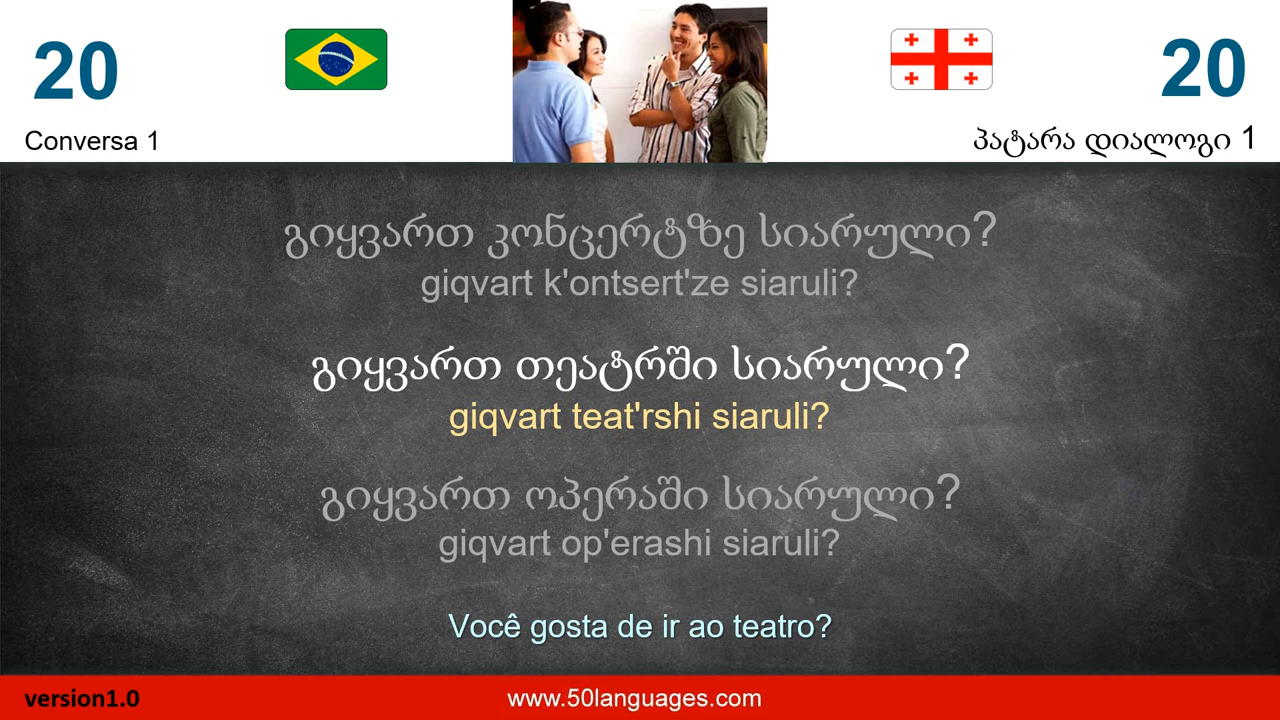 20
20
Conversa 1
პატარა დიალოგი 1
გიყვართ კონცერტზე სიარული?
giqvart k'ontsert'ze siaruli?
გიყვართ თეატრში სიარული?
giqvart teat'rshi siaruli?
გიყვართ ოპერაში სიარული?
giqvart op'erashi siaruli?
Você gosta de ir ao teatro?
version1.0
www.50languages.com